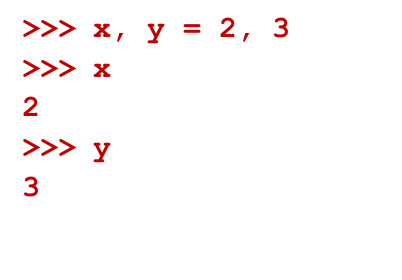 >>> x, y = 2, 3
>>> x
2
>>> y
3